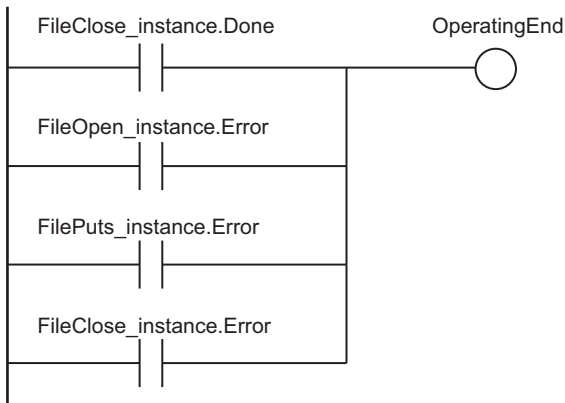 FileClose_instance.Done
OperatingEnd
FileOpen_instance.Error
FilePuts_instance.Error
FileClose_instance.Error